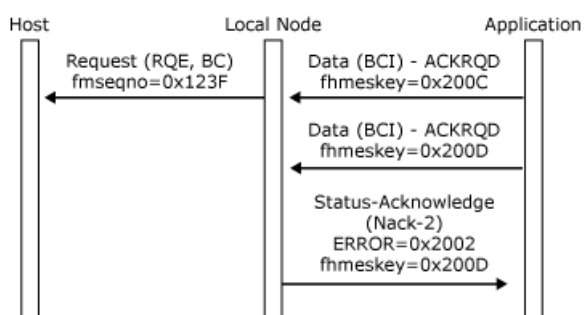 Host
Local Node
Application
Request (RQE, BC)
fmseqno=0x123F
Data (BCI) - ACKRQD
fhmeskey=0x200C
Data (BCI) - ACKRQD
fhmeskey=0x200D
Status-Acknowledge
(Nack-2)
ERROR=0x2002
fhmeskey=0x200D